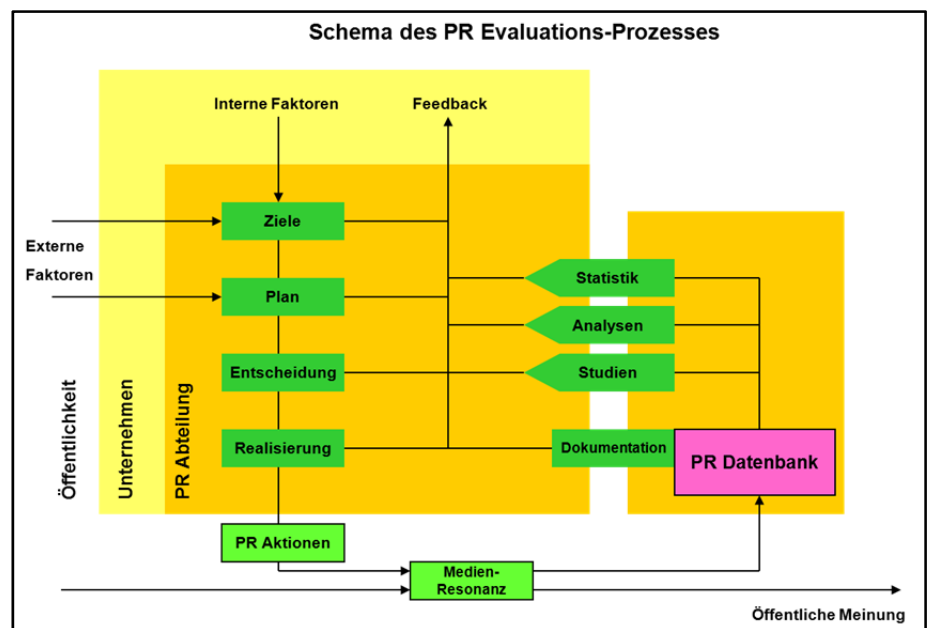 Schema des PR Evaluations-Prozesses
Interne Faktoren
Feedback
Ziele
Externe
Faktoren
Plan
Statistik
Analysen
Entscheidung
Studien
Realisierung
Dokumentation
PR Datenbank
Öffentlichkeit
Unternehmen
PR Abteilung
PR Aktionen
Medien-
Resonanz
Öffentliche Meinung